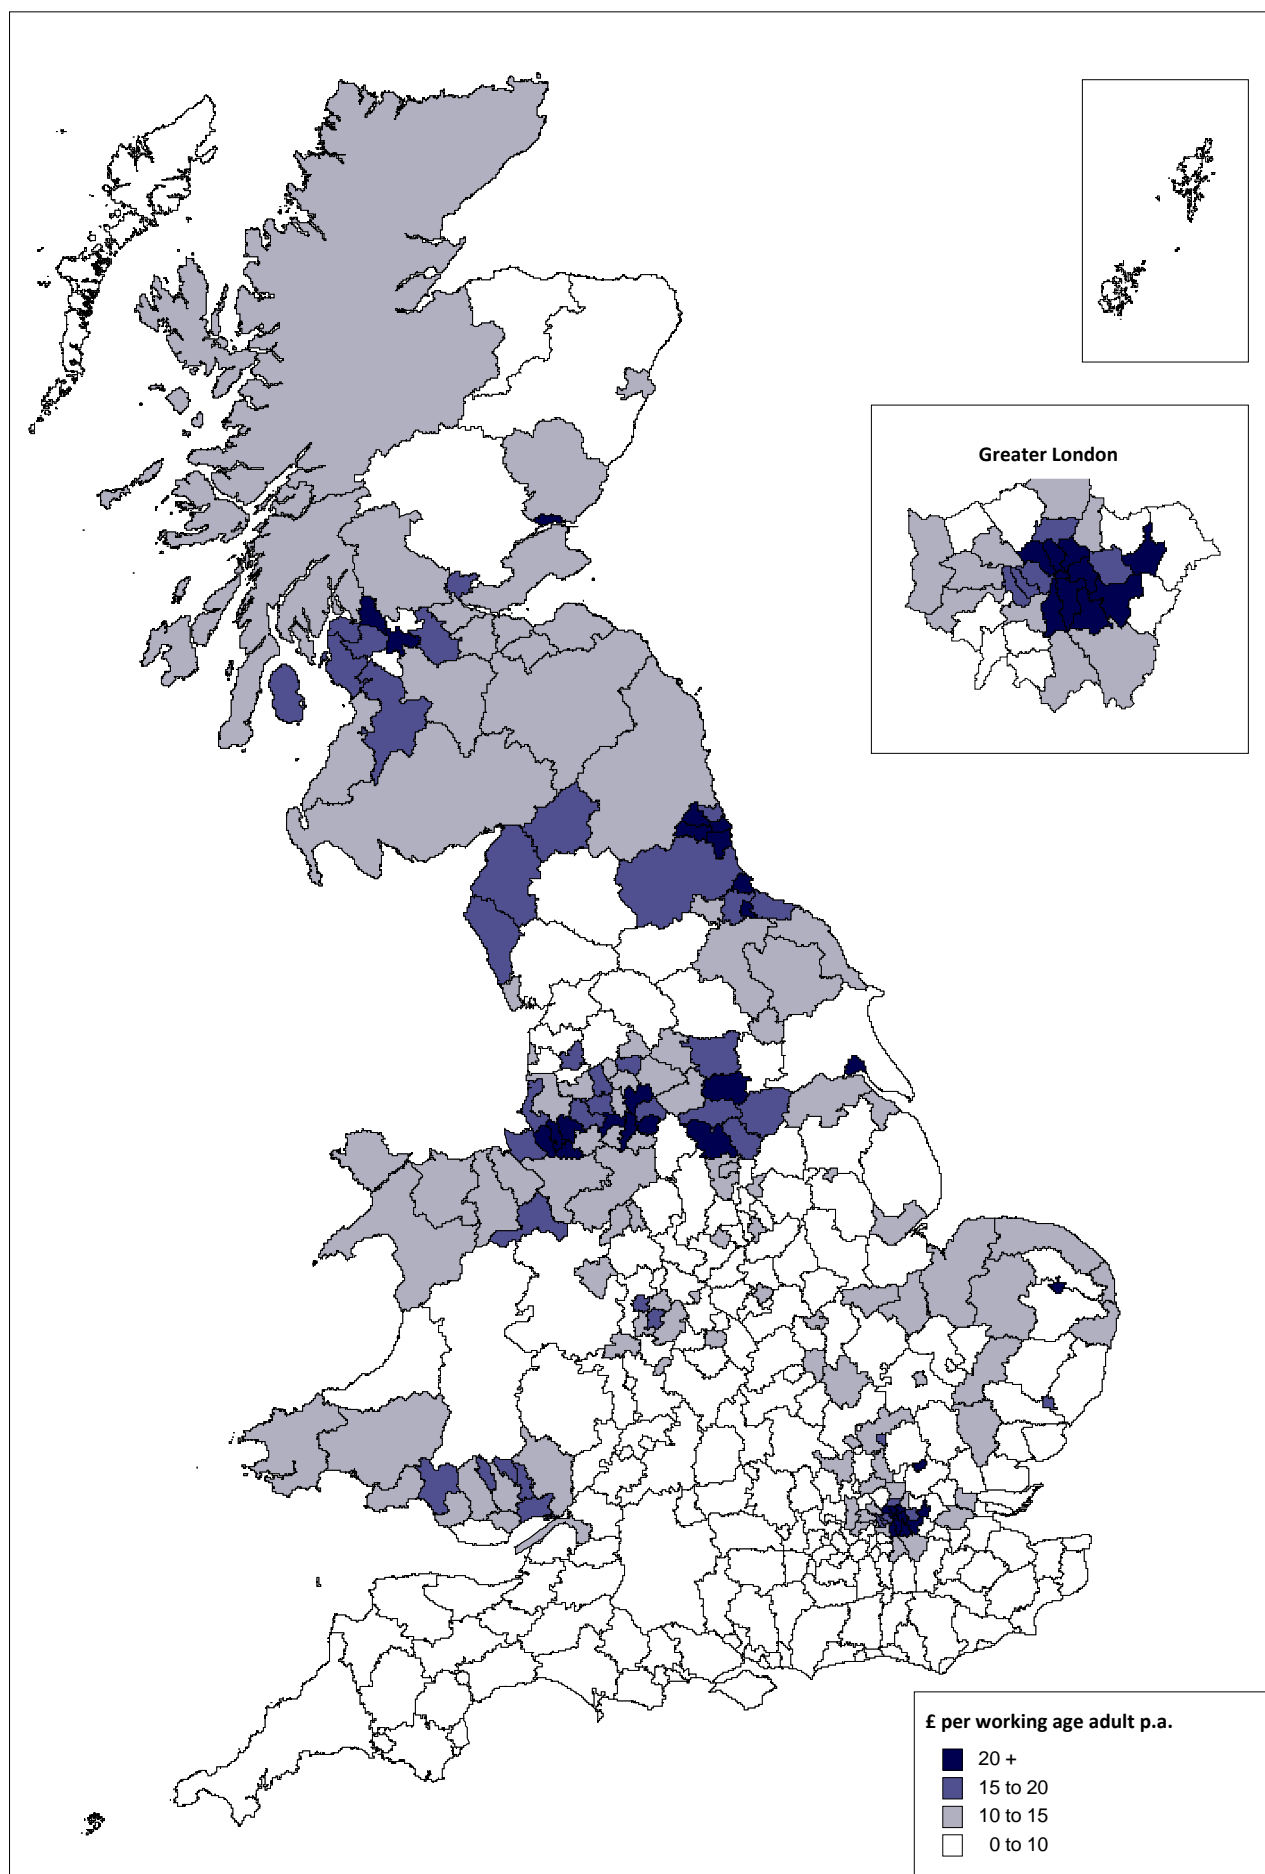 Greater London
£ per working age adult p.a.
20 +
15 to 20
10 to 15
0 to 10